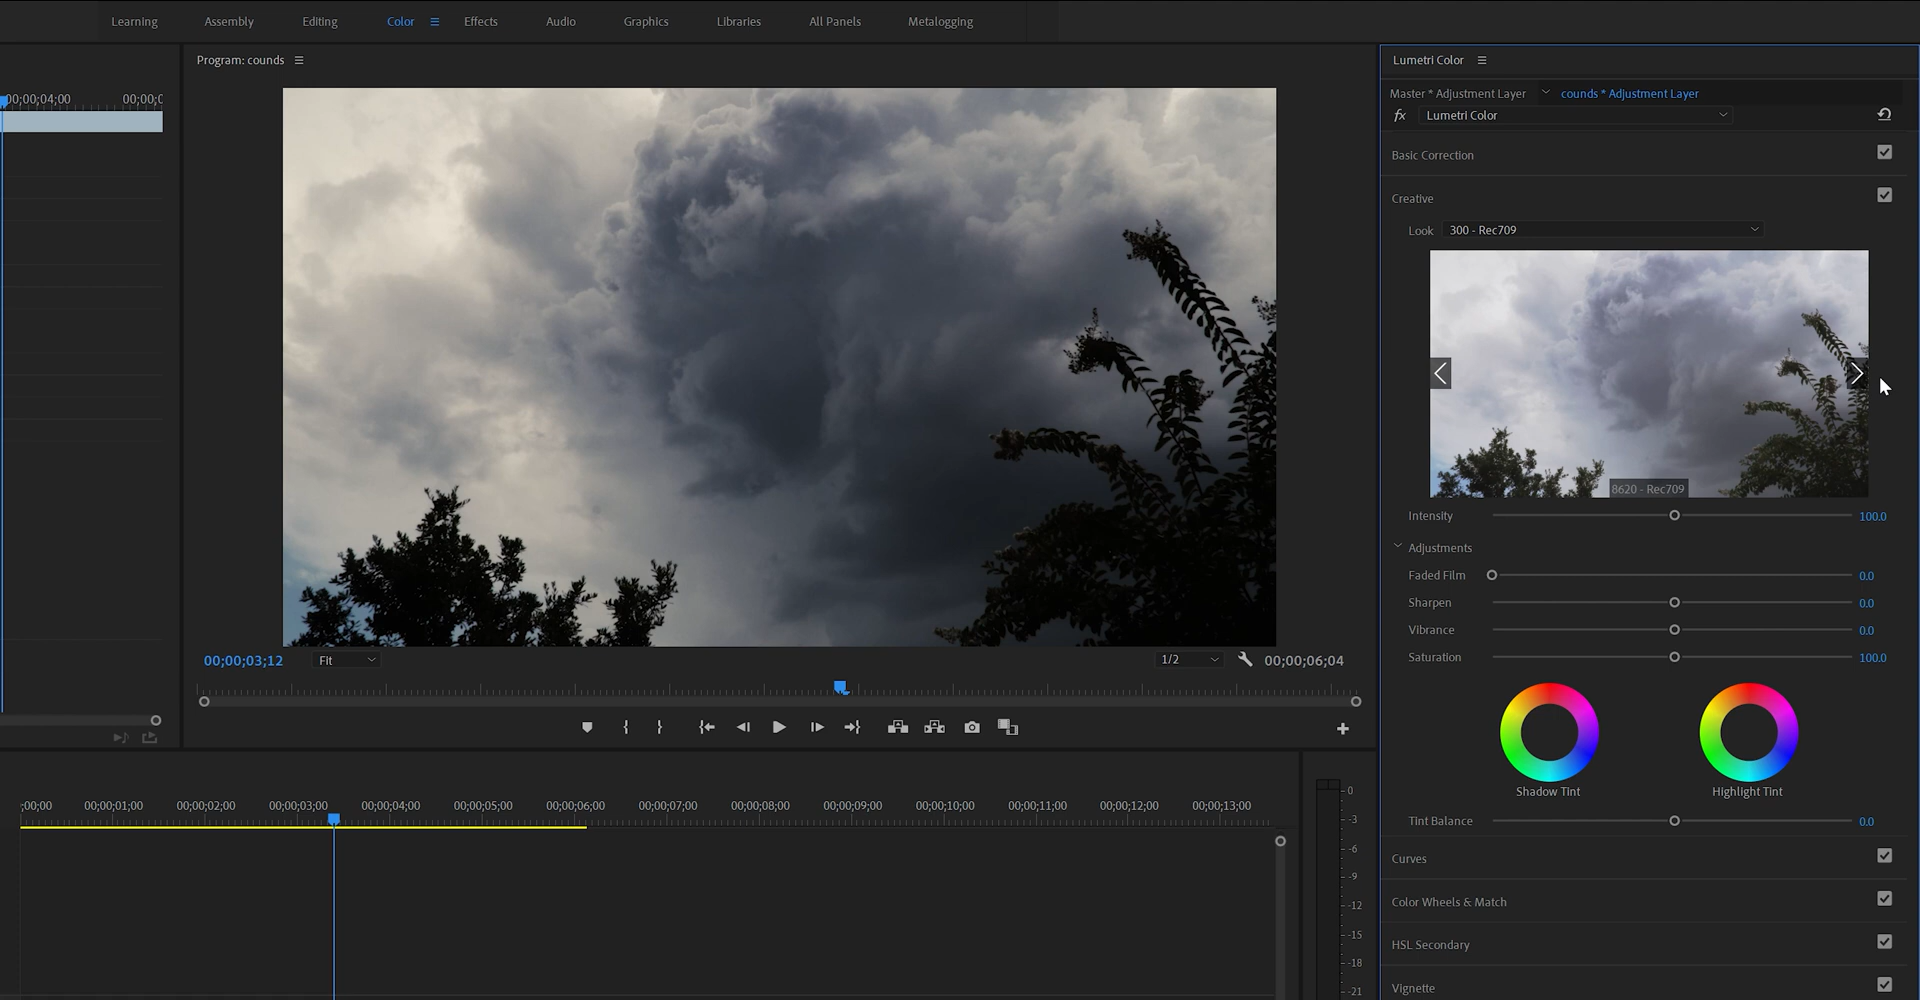 Learning Assembly Editing Color Effects Audio Graphics Libraries All Panels Metalogging
Program: counds
Lumetri Color
Master * Adjustment Layer counds * Adjustment Layer
fx Lumetri Color
00;00;04;00
Basic Correction
Creative
Look 300 - Rec709
8620 - Rec709
Intensity 100.0
Adjustments
Faded Film 0.0
Sharpen 0.0
Vibrance 0.0
Saturation 100.0
Shadow Tint Highlight Tint
Tint Balance 0.0
Curves
Color Wheels & Match
HSL Secondary
Vignette
00;00;03;12 Fit 1/2 00;00;06;04
;00;00 00;00;01;00 00;00;02;00 00;00;03;00 00;00;04;00 00;00;05;00 00;00;06;00 00;00;07;00 00;00;08;00 00;00;09;00 00;00;10;00 00;00;11;00 00;00;12;00 00;00;13;00
0
-3
-6
-9
-12
-15
-18
-21